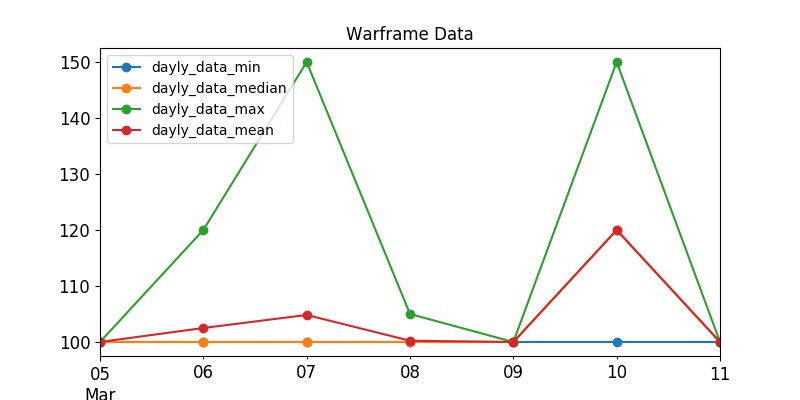 Warframe Data
150
140
130
120
110
100
dayly_data_min
dayly_data_median
dayly_data_max
dayly_data_mean
05 06 07 08 09 10 11
Mar